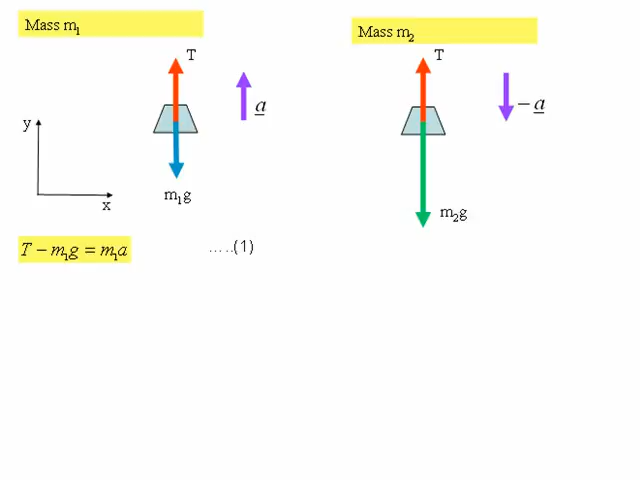 Mass m₁
Mass m₂
T
T
a
− a
y
x
m₁g
m₂g
T − m₁g = m₁a
.....(1)